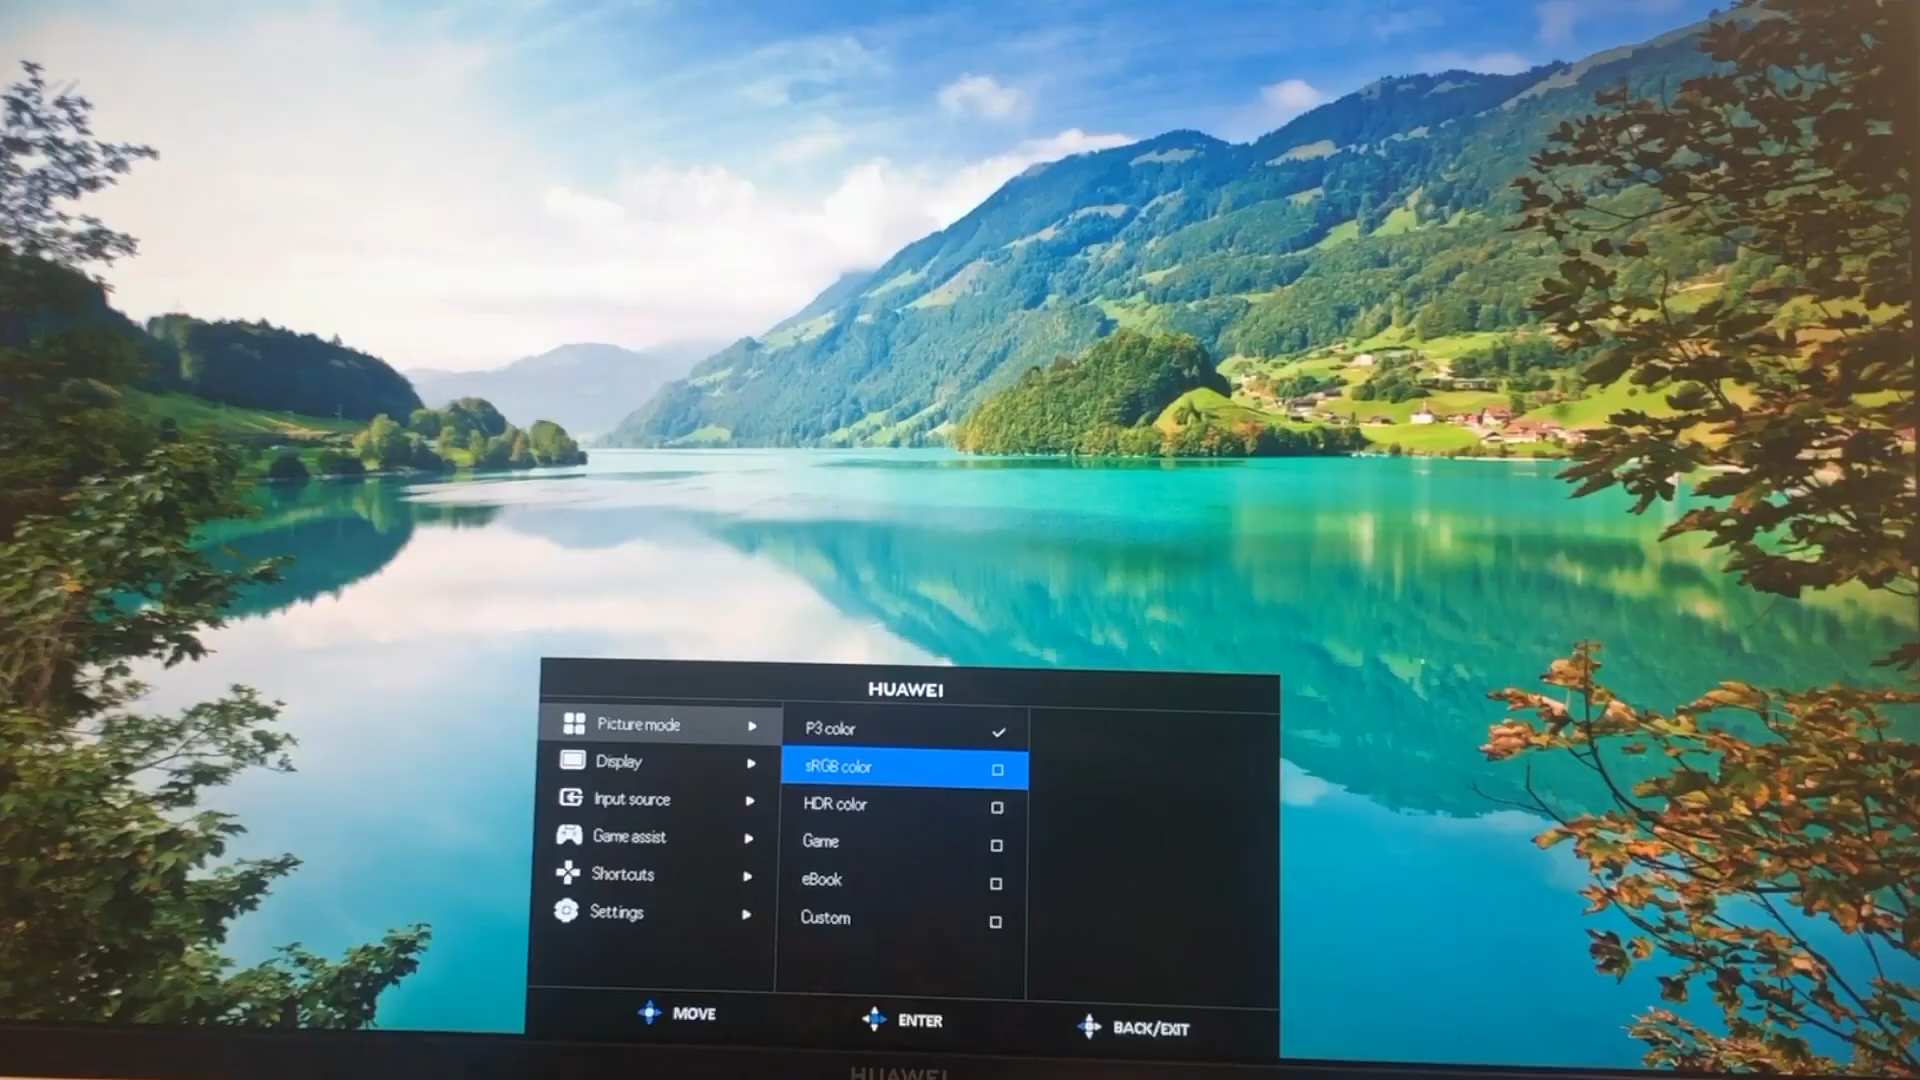 HUAWEI
Picture mode
Display
Input source
Game assist
Shortcuts
Settings
P3 color
sRGB color
HDR color
Game
eBook
Custom
MOVE
ENTER
BACK/EXIT
HUAWEI